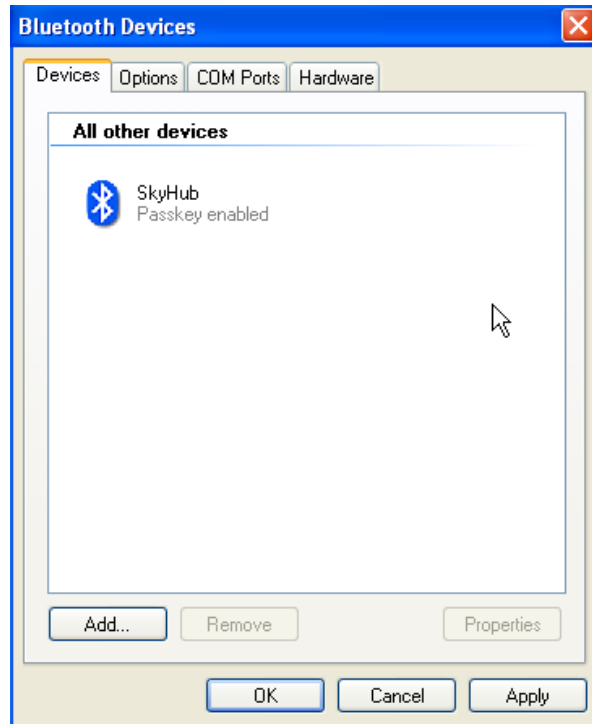 Bluetooth Devices
Devices Options COM Ports Hardware
All other devices
SkyHub
Passkey enabled
Add... Remove Properties
OK Cancel Apply